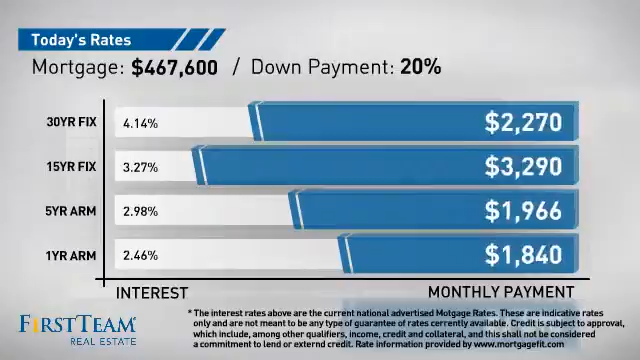 Today's Rates
Mortgage: $467,600 / Down Payment: 20%
30YR FIX 4.14% $2,270
15YR FIX 3.27% $3,290
5YR ARM 2.98% $1,966
1YR ARM 2.46% $1,840
INTEREST MONTHLY PAYMENT
* The interest rates above are the current national advertised Motgage Rates. These are indicative rates
only and are not meant to be any type of guarantee of rates cerrently available. Credit is subject to approval,
which include, among other qualifiers, income, credit and collateral, and this shall not be considered
a commitment to lend or externd credit. Rate information provided by www.mortgagefit.com
FIRSTTEAM®
REAL ESTATE